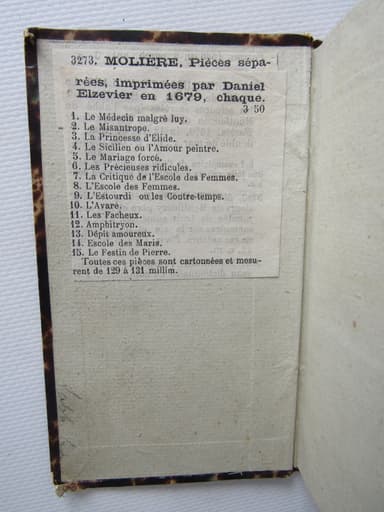 3273. MOLIÈRE, Pièces sépa-
rées, imprimées par Daniel
Elzevier en 1679, chaque.
3 50
1. Le Médecin malgré luy.
2. Le Misantrope.
3. La Princesse d'Elide.
4. Le Sicilien ou l'Amour peintre.
5. Le Mariage forcé.
6. Les Précieuses ridicules.
7. La Critique de l'Escole des Femmes.
8. L'Escole des Femmes.
9. L'Estourdi ou les Contre-temps.
10. L'Avare.
11. Les Facheux.
12. Amphitryon.
13. Dépit amoureux.
14. Escole des Maris.
15. Le Festin de Pierre.
Toutes ces pièces sont cartonnées et mesu-
rent de 129 à 131 millim.